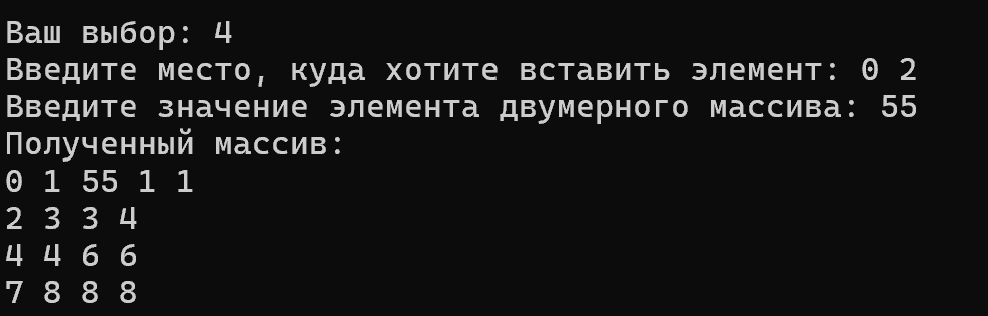 Ваш выбор: 4
Введите место, куда хотите вставить элемент: 0 2
Введите значение элемента двумерного массива: 55
Полученный массив:
0 1 55 1 1
2 3 3 4
4 4 6 6
7 8 8 8